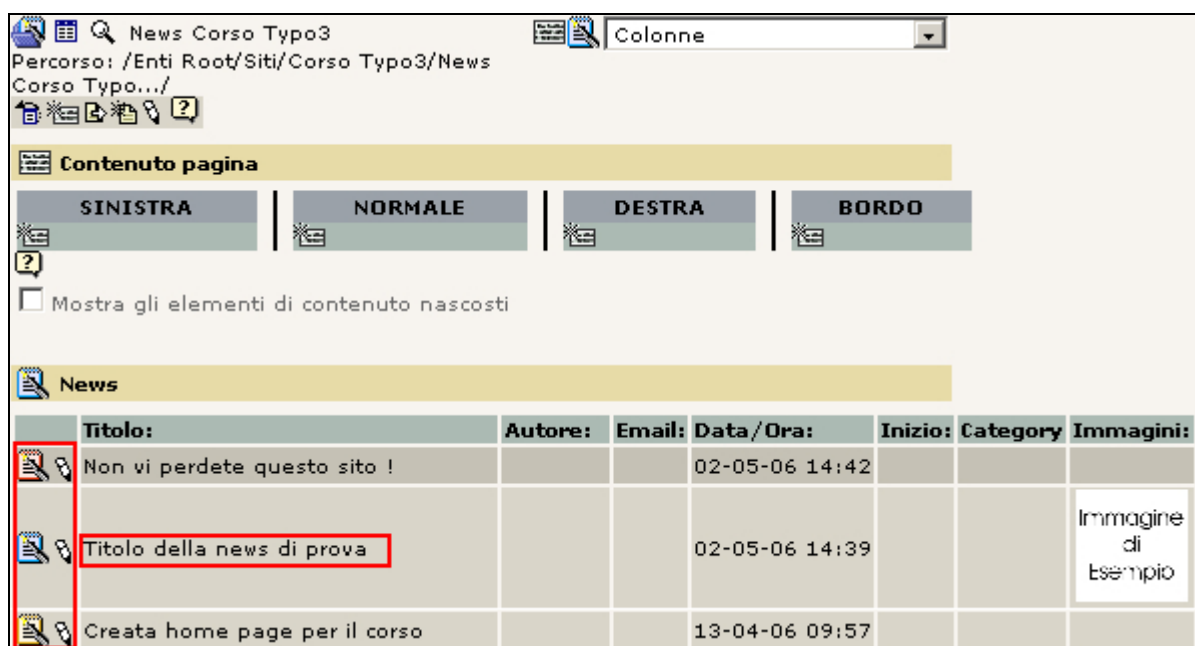 News Corso Typo3 Colonne
Percorso: /Enti Root/Siti/Corso Typo3/News
Corso Typo.../
Contenuto pagina
SINISTRA NORMALE DESTRA BORDO
Mostra gli elementi di contenuto nascosti
News
Titolo: Autore: Email: Data/Ora: Inizio: Category Immagini:
Non vi perdete questo sito ! 02-05-06 14:42
Titolo della news di prova 02-05-06 14:39 Immagine
di
Esempio
Creata home page per il corso 13-04-06 09:57